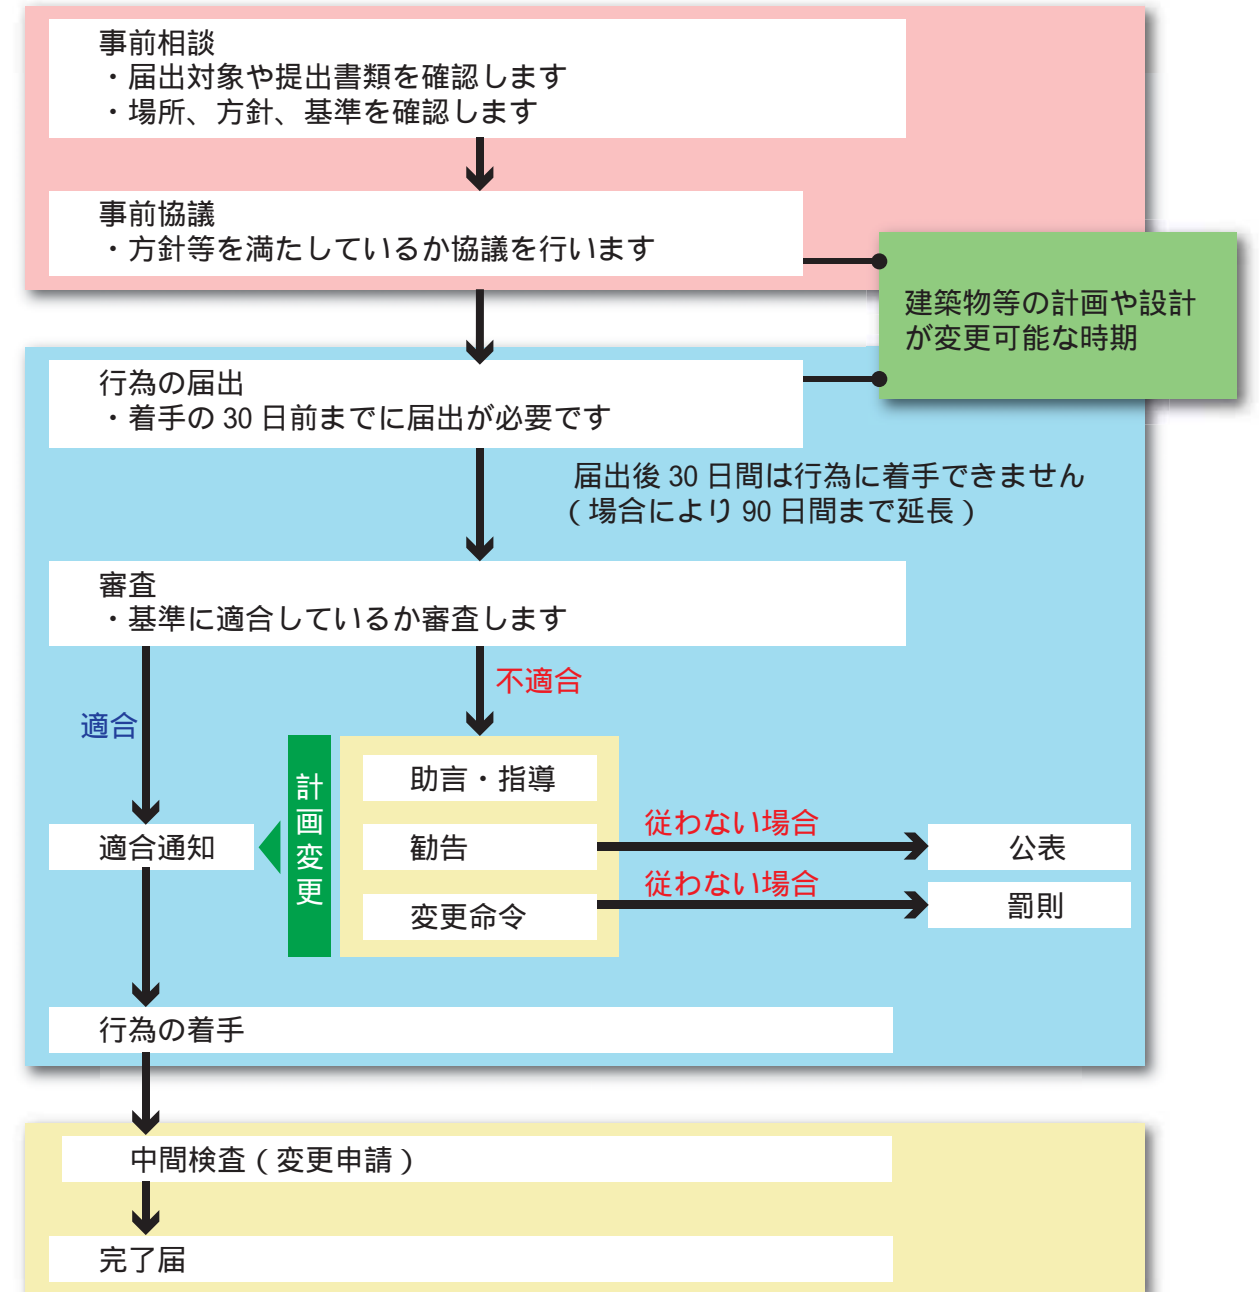 事前相談
・届出対象や提出書類を確認します
・場所、方針、基準を確認します
事前協議
・方針等を満たしているか協議を行います
建築物等の計画や設計
が変更可能な時期
行為の届出
・着手の 30 日前までに届出が必要です
届出後 30 日間は行為に着手できません
（場合により 90 日間まで延長）
審査
・基準に適合しているか審査します
不適合
適合
計画変更
助言・指導
勧告
変更命令
従わない場合
公表
従わない場合
罰則
適合通知
行為の着手
中間検査（変更申請）
完了届